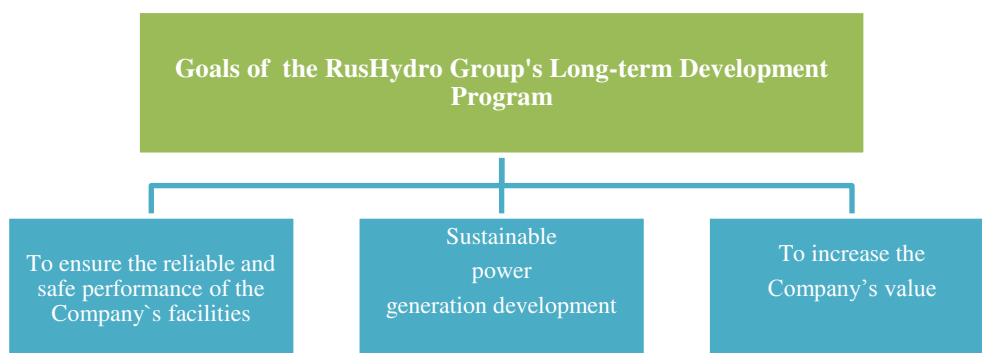 Goals of the RusHydro Group's Long-term Development
Program
To ensure the reliable and
safe performance of the
Company`s facilities
Sustainable
power
generation development
To increase the
Company’s value